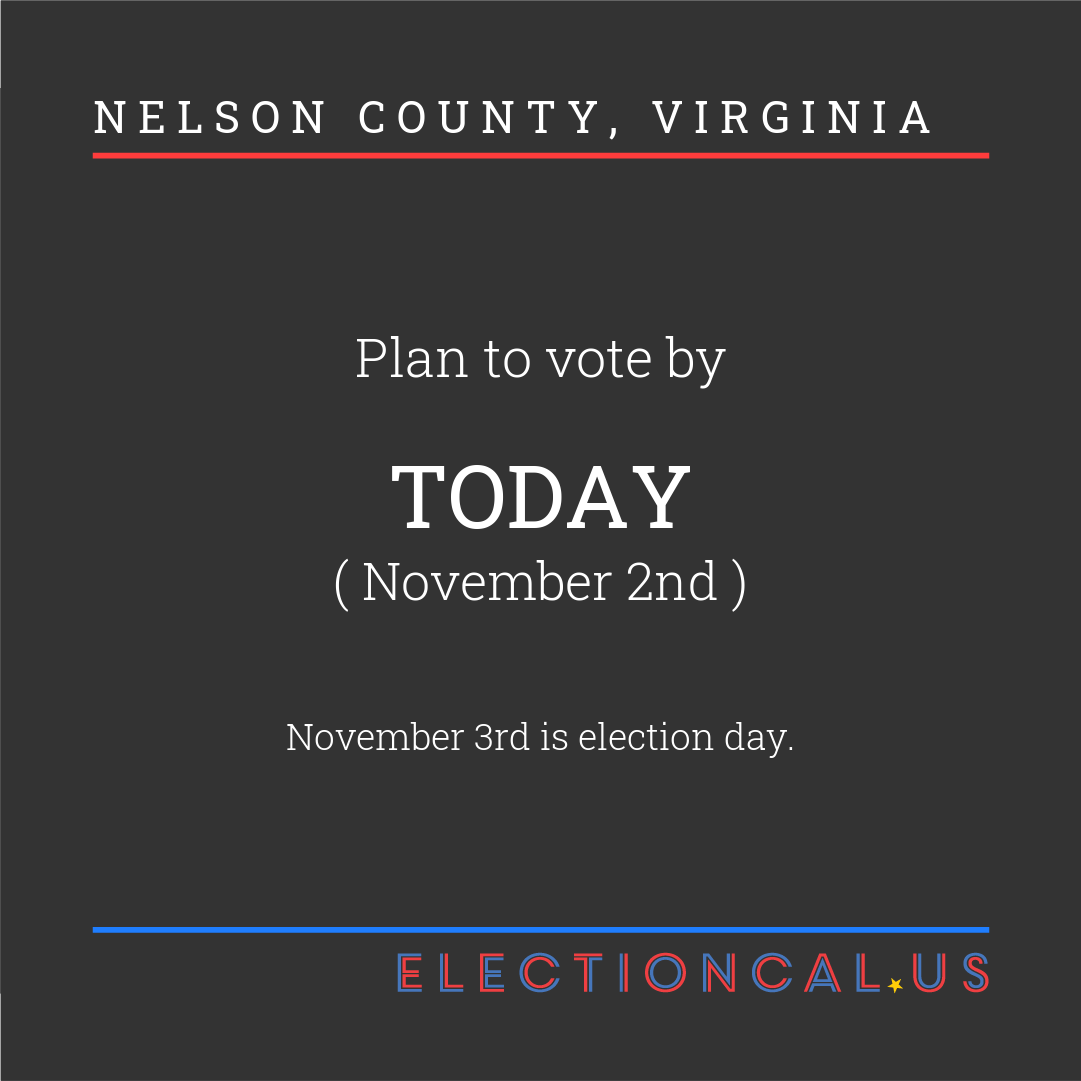 NELSON COUNTY, VIRGINIA
Plan to vote by
TODAY
( November 2nd )
November 3rd is election day.
ELECTIONCAL.US